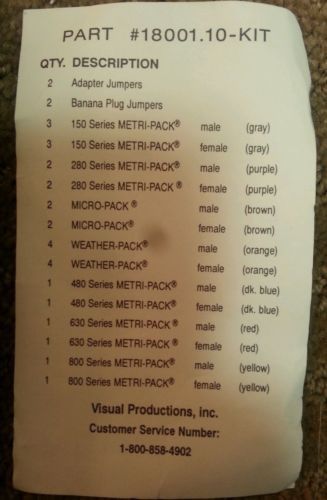 PART #18001.10-KIT
QTY. DESCRIPTION
2 Adapter Jumpers
2 Banana Plug Jumpers
3 150 Series METRI-PACK® male (gray)
3 150 Series METRI-PACK® female (gray)
2 280 Series METRI-PACK® male (purple)
2 280 Series METRI-PACK ® female (purple)
2 MICRO-PACK ® male (brown)
2 MICRO-PACK® female (brown)
4 WEATHER-PACK® male (orange)
4 WEATHER-PACK® female (orange)
1 480 Series METRI-PACK® male (dk. blue)
1 480 Series METRI-PACK ® female (dk. blue)
1 630 Series METRI-PACK ® male (red)
1 630 Series METRI-PACK ® female (red)
1 800 Series METRI-PACK® male (yellow)
1 800 Series METRI-PACK® female (yellow)
Visual Productions, inc.
Customer Service Number:
1-800-858-4902